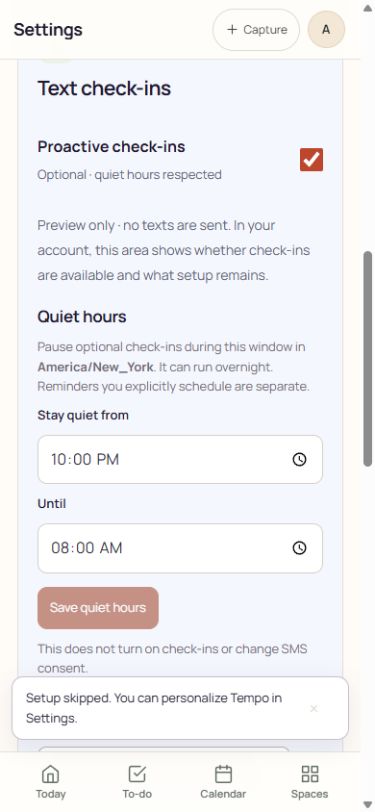 Settings
+ Capture
A
Text check-ins
Proactive check-ins
Optional · quiet hours respected
Preview only · no texts are sent. In your
account, this area shows whether check-ins
are available and what setup remains.
Quiet hours
Pause optional check-ins during this window in
America/New_York. It can run overnight.
Reminders you explicitly schedule are separate.
Stay quiet from
10:00 PM
Until
08:00 AM
Save quiet hours
This does not turn on check-ins or change SMS
consent.
Setup skipped. You can personalize Tempo in
Settings.
×
Today
To-do
Calendar
Spaces